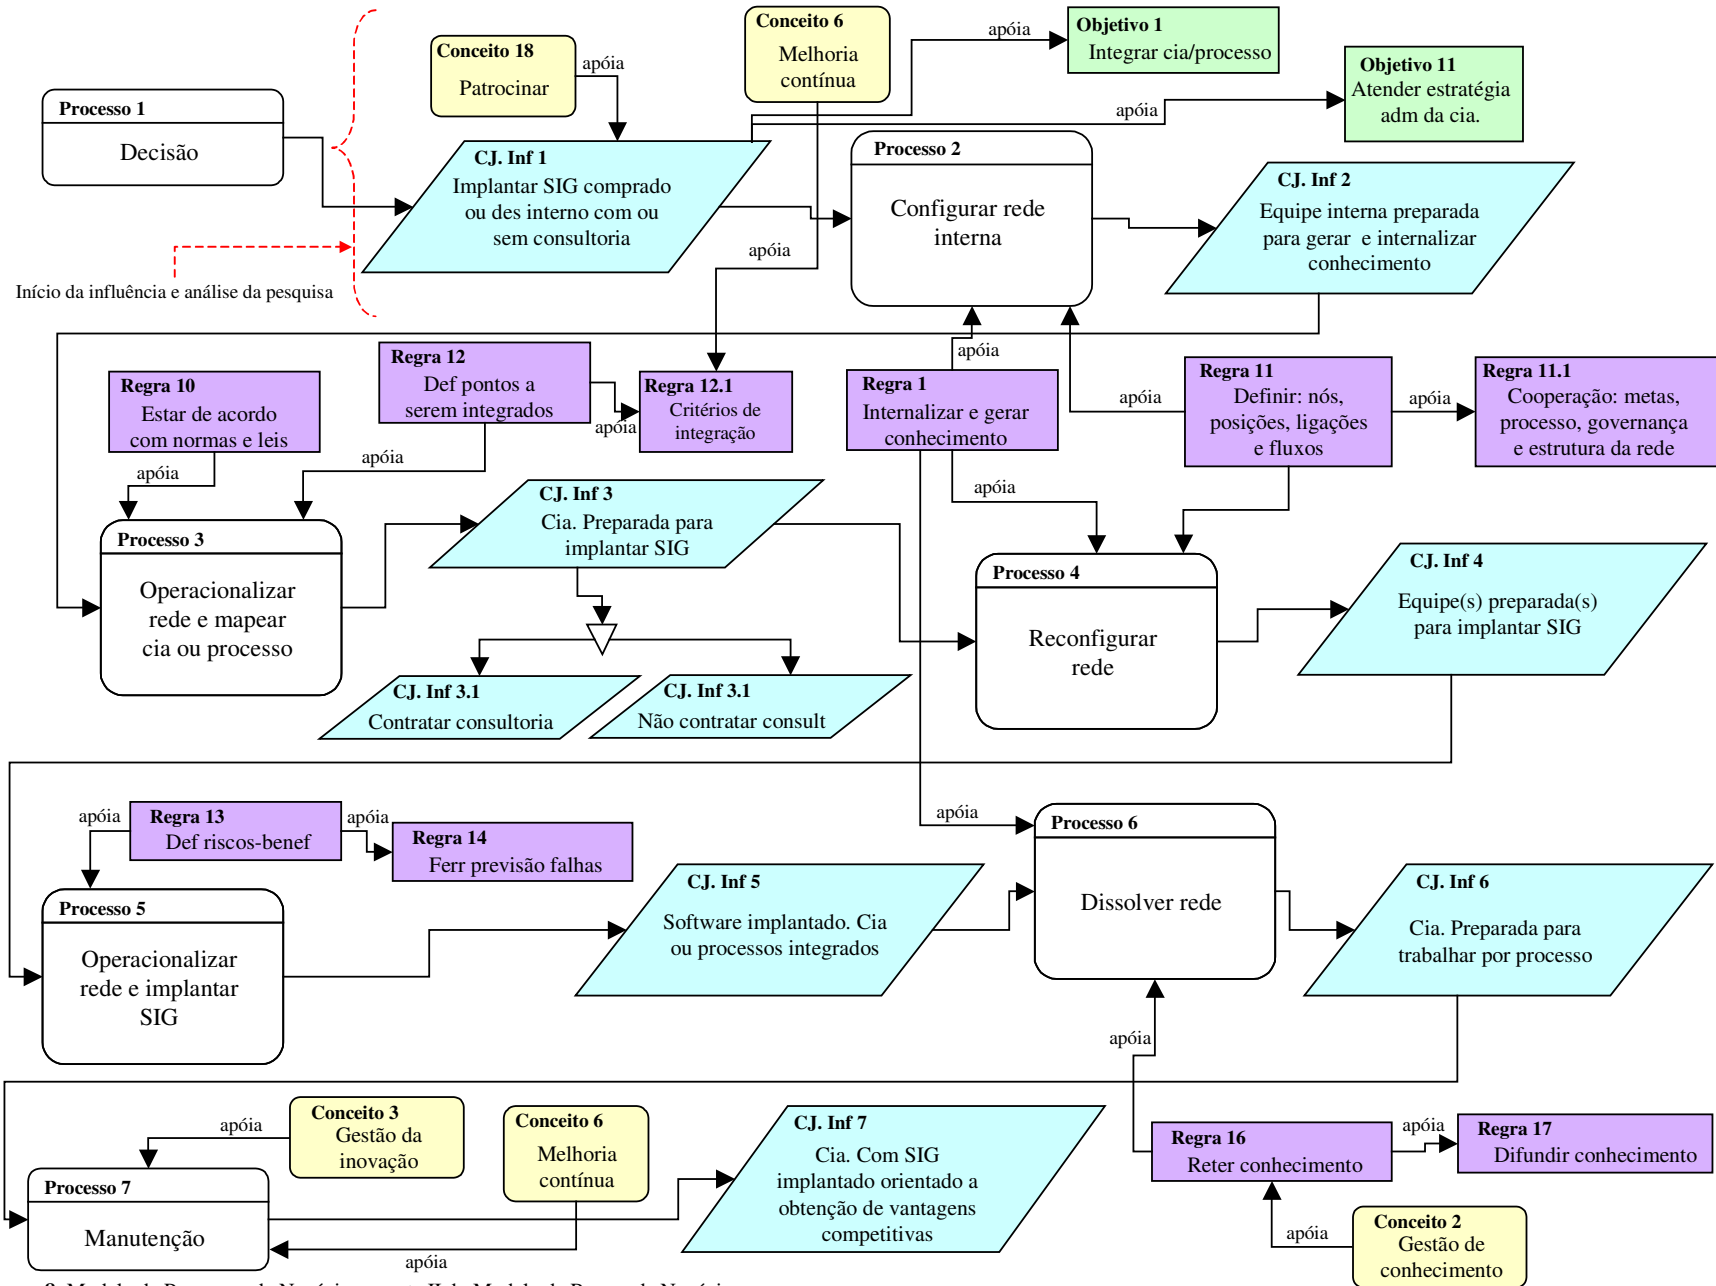 Conceito 18
Patrocinar
apóia
Conceito 6
Melhoria
contínua
apóia
Objetivo 1
Integrar cia/processo
apóia
Objetivo 11
Atender estratégia
adm da cia.
Processo 1
Decisão
CJ. Inf 1
Implantar SIG comprado
ou des interno com ou
sem consultoria
Processo 2
Configurar rede
interna
CJ. Inf 2
Equipe interna preparada
para gerar e internalizar
conhecimento
apóia
Início da influência e análise da pesquisa
Regra 10
Estar de acordo
com normas e leis
apóia
Regra 12
Def pontos a
serem integrados
apóia
apóia
Regra 12.1
Critérios de
integração
apóia
Regra 1
Internalizar e gerar
conhecimento
apóia
apóia
Regra 11
Definir: nós,
posições, ligações
e fluxos
apóia
Regra 11.1
Cooperação: metas,
processo, governança
e estrutura da rede
Processo 3
Operacionalizar
rede e mapear
cia ou processo
CJ. Inf 3
Cia. Preparada para
implantar SIG
CJ. Inf 3.1
Contratar consultoria
CJ. Inf 3.1
Não contratar consult
Processo 4
Reconfigurar
rede
CJ. Inf 4
Equipe(s) preparada(s)
para implantar SIG
apóia
Regra 13
Def riscos-benef
apóia
Regra 14
Ferr previsão falhas
apóia
Processo 5
Operacionalizar
rede e implantar
SIG
CJ. Inf 5
Software implantado. Cia
ou processos integrados
Processo 6
Dissolver rede
CJ. Inf 6
Cia. Preparada para
trabalhar por processo
apóia
apóia
Conceito 3
Gestão da
inovação
Conceito 6
Melhoria
contínua
Processo 7
Manutenção
apóia
CJ. Inf 7
Cia. Com SIG
implantado orientado a
obtenção de vantagens
competitivas
Regra 16
Reter conhecimento
apóia
Regra 17
Difundir conhecimento
apóia
Conceito 2
Gestão de
conhecimento